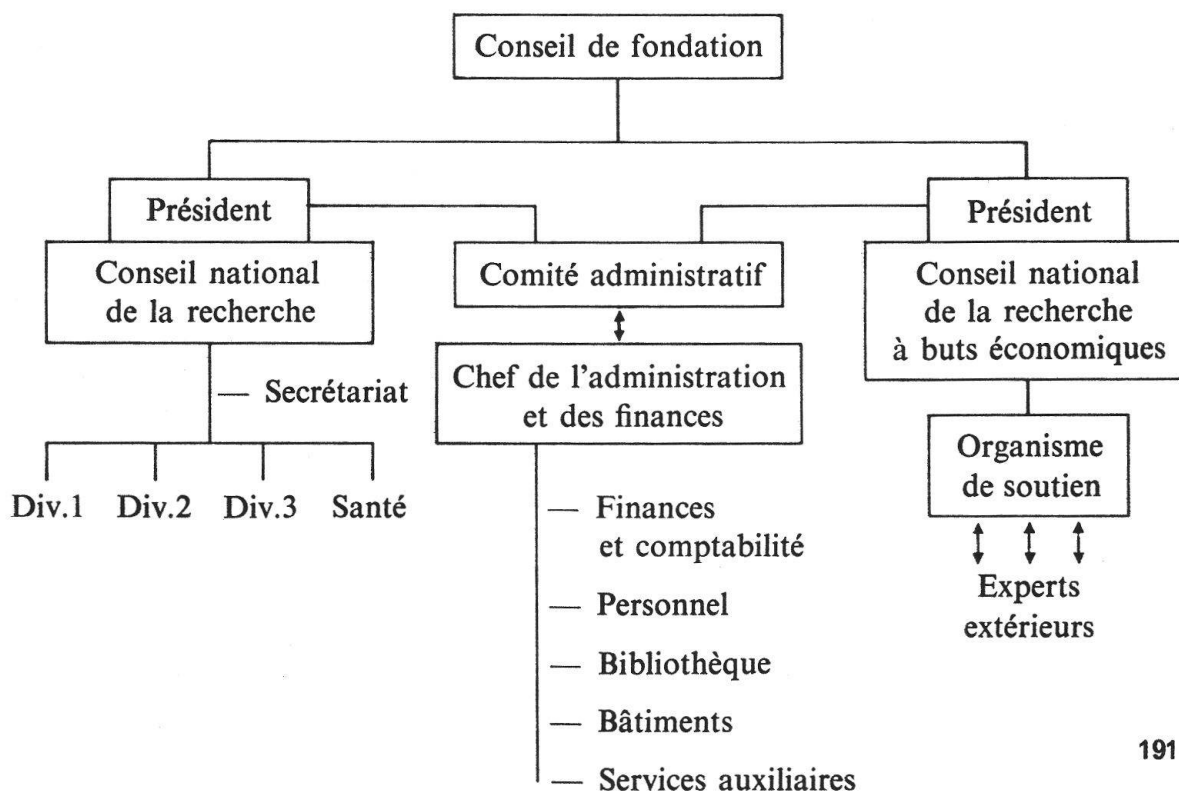 Conseil de fondation
Président
Président
Conseil national
de la recherche
Comité administratif
Conseil national
de la recherche
à buts économiques
Chef de l'administration
et des finances
— Secrétariat
Organisme
de soutien
Div.1 Div.2 Div.3 Santé
— Finances
et comptabilité
Experts
extérieurs
— Personnel
— Bibliothèque
— Bâtiments
— Services auxiliaires
191